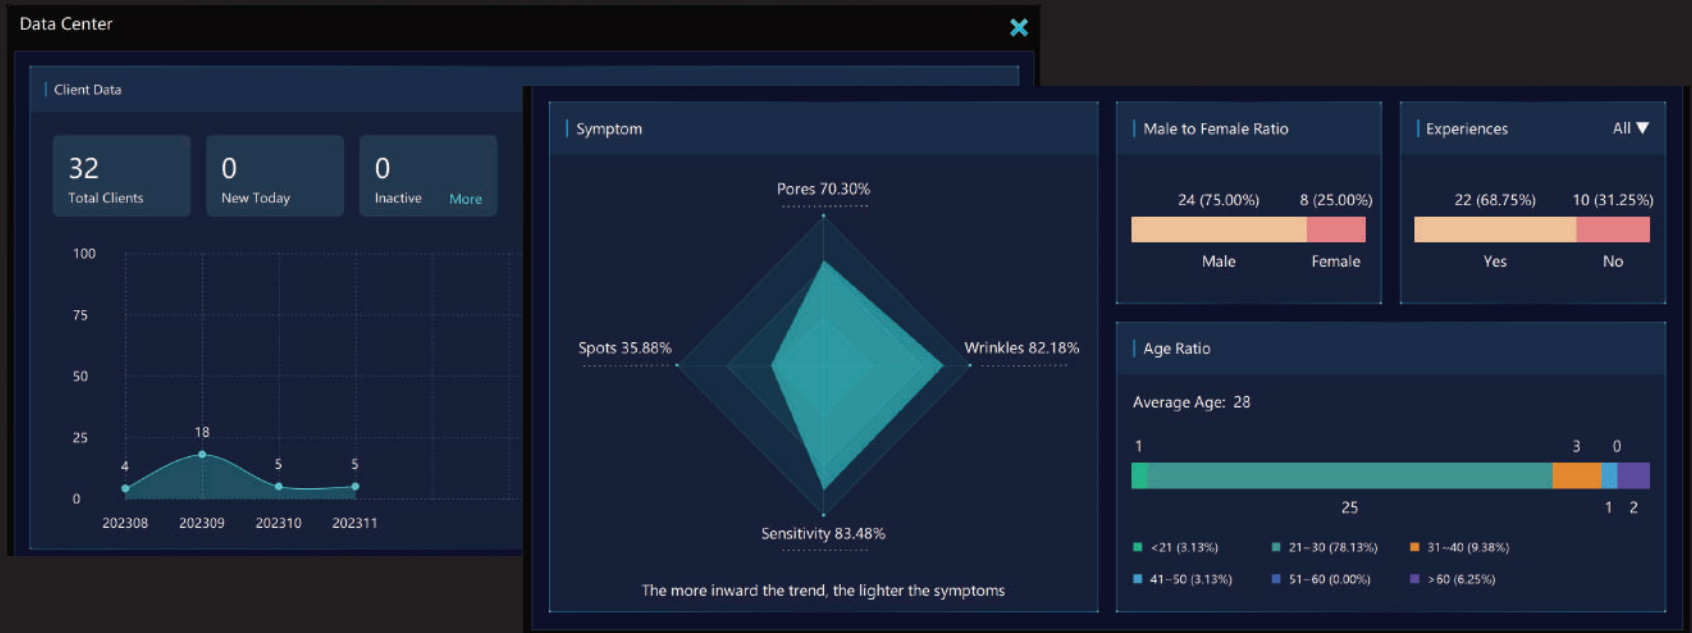 Data Center
Client Data
32
Total Clients
0
New Today
0
Inactive
More
100
75
50
25
0
4
18
5
5
202308
202309
202310
202311
Symptom
Pores 70.30%
Spots 35.88%
Wrinkles 82.18%
Sensitivity 83.48%
The more inward the trend, the lighter the symptoms
Male to Female Ratio
24 (75.00%)
8 (25.00%)
Male
Female
Experiences
All ▼
22 (68.75%)
10 (31.25%)
Yes
No
Age Ratio
Average Age: 28
1
3
0
25
1
2
<21 (3.13%)
21~30 (78.13%)
31~40 (9.38%)
41~50 (3.13%)
51~60 (0.00%)
>60 (6.25%)